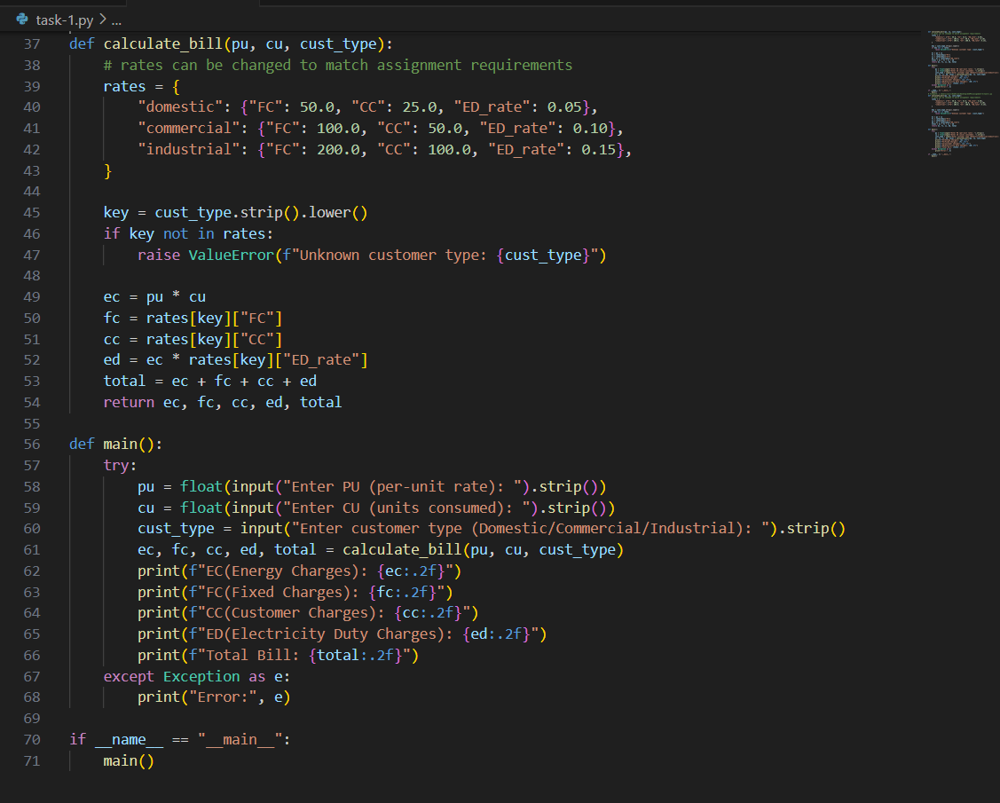 task-1.py > ...
37 def calculate_bill(pu, cu, cust_type):
38     # rates can be changed to match assignment requirements
39     rates = {
40         "domestic": {"FC": 50.0, "CC": 25.0, "ED_rate": 0.05},
41         "commercial": {"FC": 100.0, "CC": 50.0, "ED_rate": 0.10},
42         "industrial": {"FC": 200.0, "CC": 100.0, "ED_rate": 0.15},
43     }
44
45     key = cust_type.strip().lower()
46     if key not in rates:
47         raise ValueError(f"Unknown customer type: {cust_type}")
48
49     ec = pu * cu
50     fc = rates[key]["FC"]
51     cc = rates[key]["CC"]
52     ed = ec * rates[key]["ED_rate"]
53     total = ec + fc + cc + ed
54     return ec, fc, cc, ed, total
55
56 def main():
57     try:
58         pu = float(input("Enter PU (per-unit rate): ").strip())
59         cu = float(input("Enter CU (units consumed): ").strip())
60         cust_type = input("Enter customer type (Domestic/Commercial/Industrial): ").strip()
61         ec, fc, cc, ed, total = calculate_bill(pu, cu, cust_type)
62         print(f"EC(Energy Charges): {ec:.2f}")
63         print(f"FC(Fixed Charges): {fc:.2f}")
64         print(f"CC(Customer Charges): {cc:.2f}")
65         print(f"ED(Electricity Duty Charges): {ed:.2f}")
66         print(f"Total Bill: {total:.2f}")
67     except Exception as e:
68         print("Error:", e)
69
70 if __name__ == "__main__":
71     main()